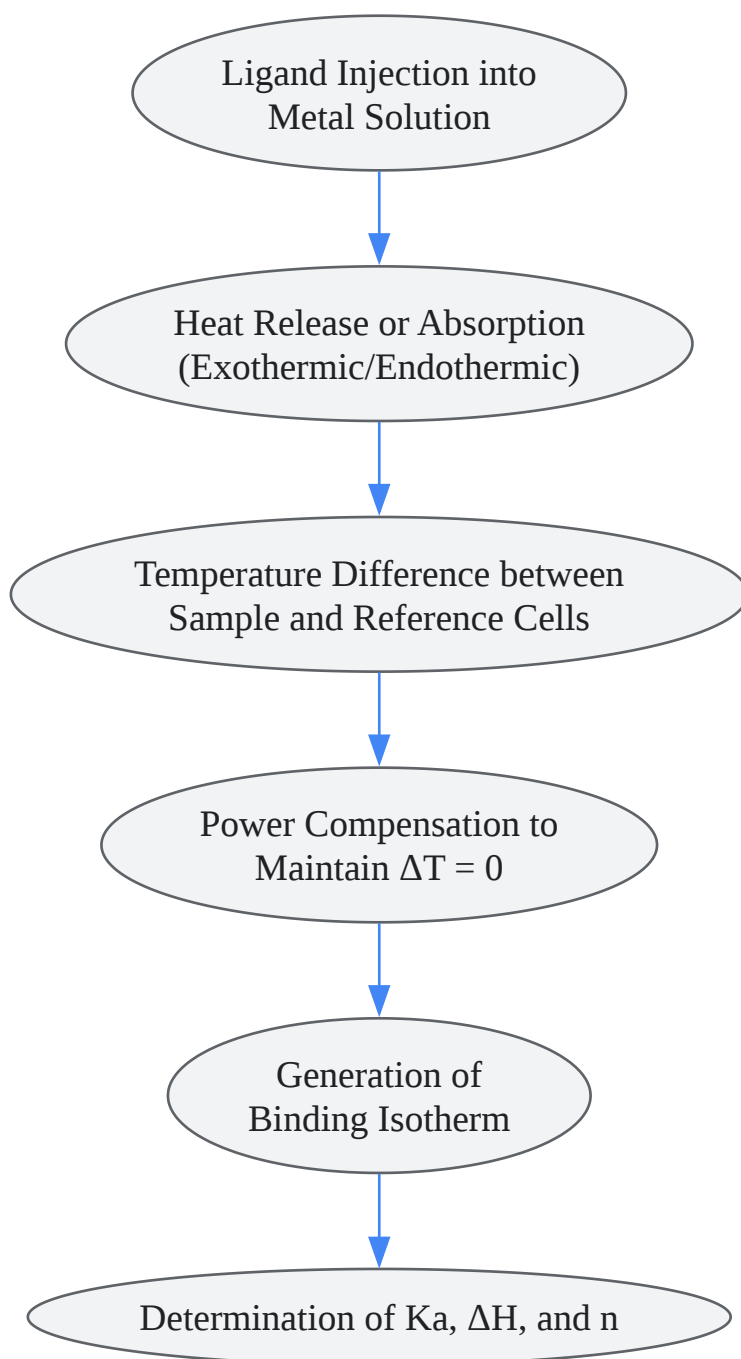 Ligand Injection into
Metal Solution
Heat Release or Absorption
(Exothermic/Endothermic)
Temperature Difference between
Sample and Reference Cells
Power Compensation to
Maintain ΔT = 0
Generation of
Binding Isotherm
Determination of Ka, ΔH, and n